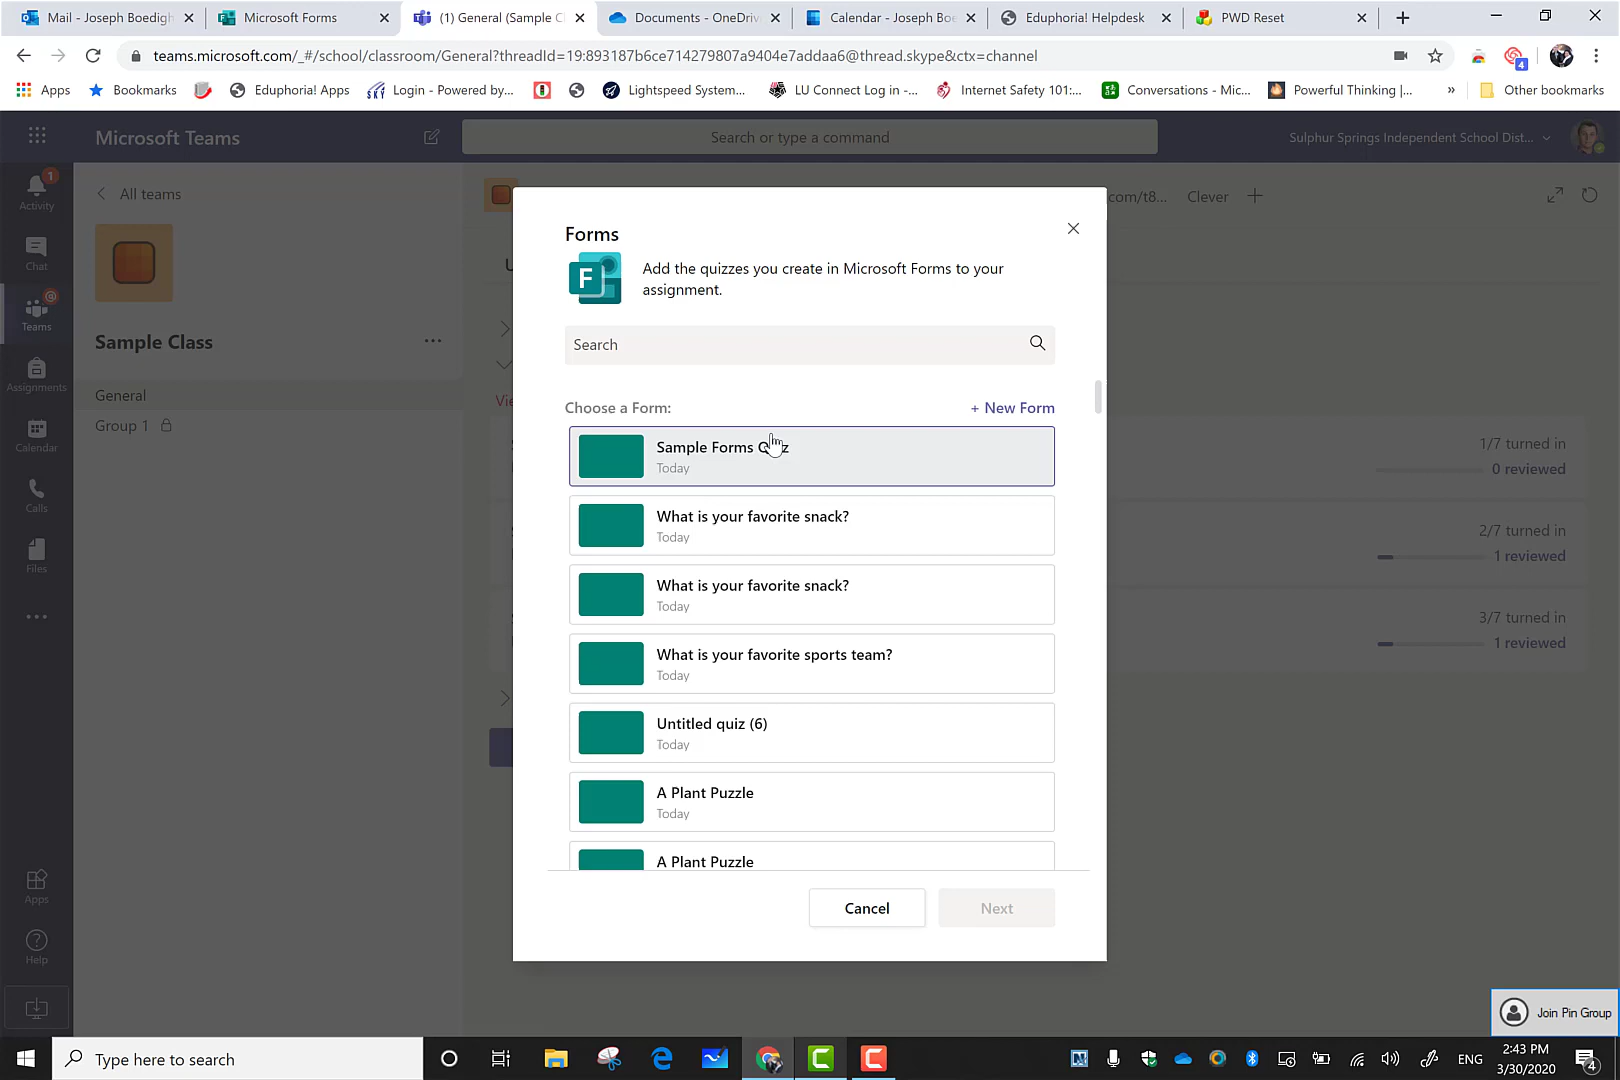 Mail - Joseph Boedigh
Microsoft Forms
(1) General (Sample Cl
Documents - OneDriv
Calendar - Joseph Boe
Eduphoria! Helpdesk
PWD Reset
teams.microsoft.com/_#/school/classroom/General?threadId=19:893187b6ce714279807a9404e7addaa6@thread.skype&ctx=channel
4
Apps
Bookmarks
Eduphoria! Apps
Login - Powered by...
Lightspeed System...
LU Connect Log in -...
Internet Safety 101:...
Conversations - Mic...
Powerful Thinking |...
»
Other bookmarks
Microsoft Teams
Search or type a command
Sulphur Springs Independent School Dist...
1
Activity
Chat
Teams
Assignments
Calendar
Calls
Files
Apps
Help
All teams
Sample Class
General
Group 1
com/t8...
Clever
Forms
F
Add the quizzes you create in Microsoft Forms to your
assignment.
Search
Choose a Form:
+ New Form
Sample Forms
Today
What is your favorite snack?
Today
What is your favorite snack?
Today
What is your favorite sports team?
Today
Untitled quiz (6)
Today
A Plant Puzzle
Today
A Plant Puzzle
Cancel
Next
1/7 turned in
0 reviewed
2/7 turned in
1 reviewed
3/7 turned in
1 reviewed
Join Pin Group
Type here to search
ENG
2:43 PM
3/30/2020
4